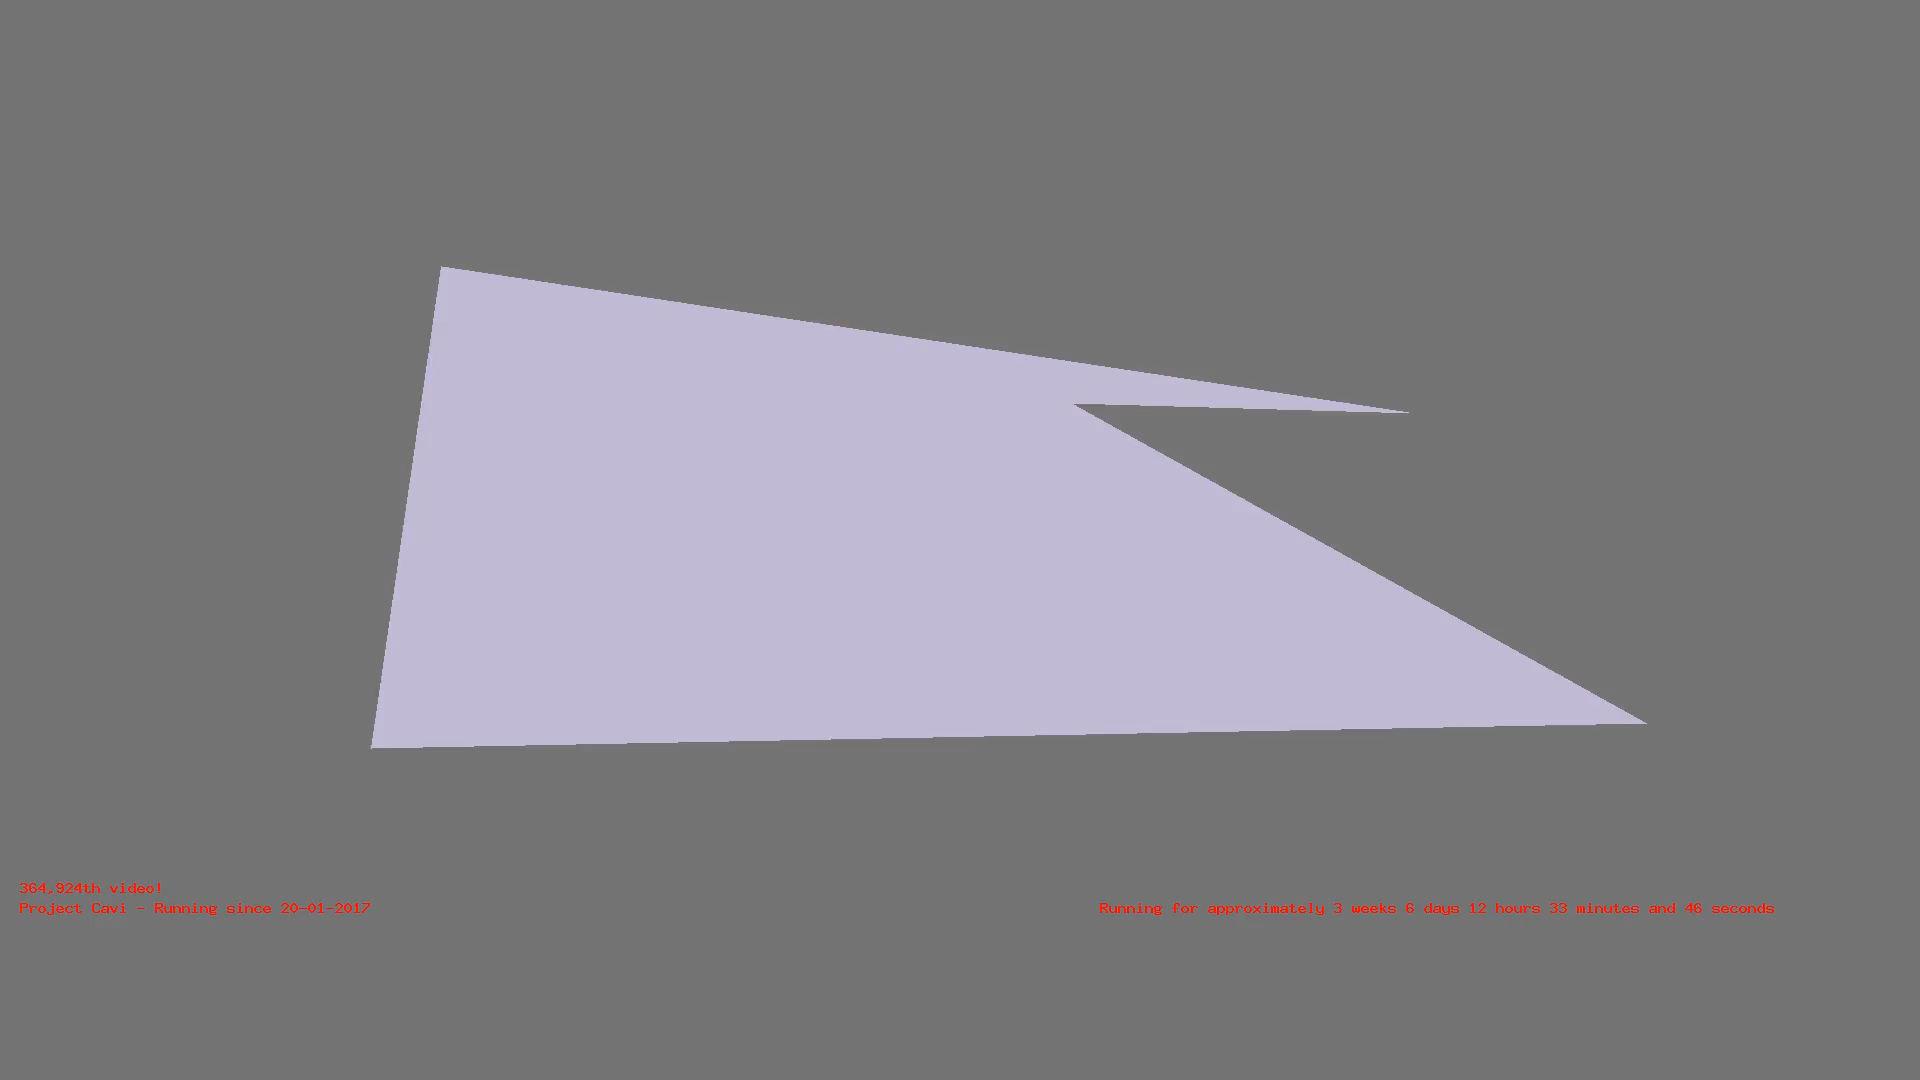 364,924th video!
Project Cavi - Running since 20-01-2017
Running for approximately 3 weeks 6 days 12 hours 33 minutes and 46 seconds